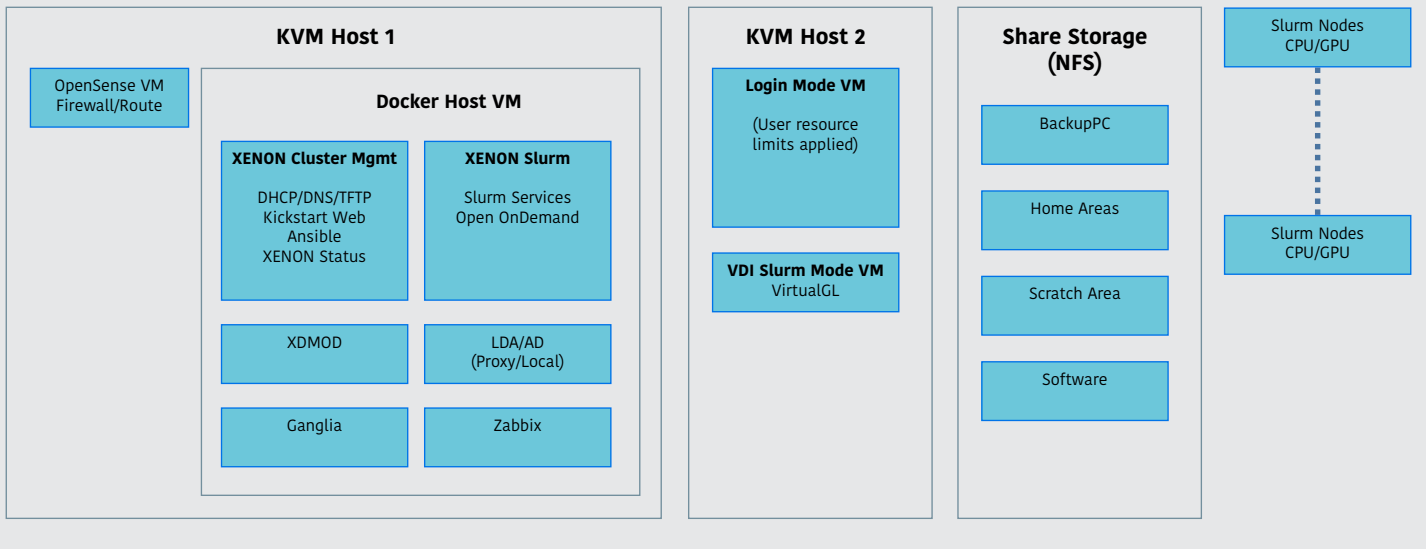 KVM Host 1
OpenSense VM
Firewall/Route
Docker Host VM
XENON Cluster Mgmt
DHCP/DNS/TFTP
Kickstart Web
Ansible
XENON Status
XENON Slurm
Slurm Services
Open OnDemand
XDMOD
LDA/AD
(Proxy/Local)
Ganglia
Zabbix
KVM Host 2
Login Mode VM
(User resource
limits applied)
VDI Slurm Mode VM
VirtualGL
Share Storage
(NFS)
BackupPC
Home Areas
Scratch Area
Software
Slurm Nodes
CPU/GPU
Slurm Nodes
CPU/GPU